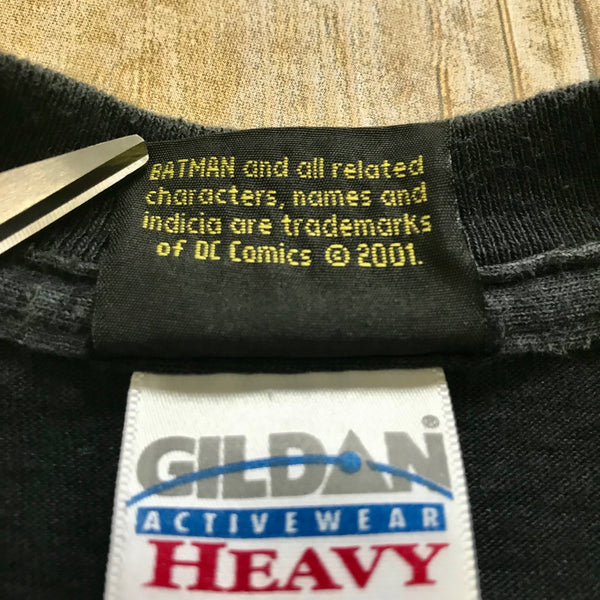 BATMAN and all related
characters, names and
indicia are trademarks
of DC Comics © 2001.
GILDAN®
ACTIVEWEAR
HEAVY